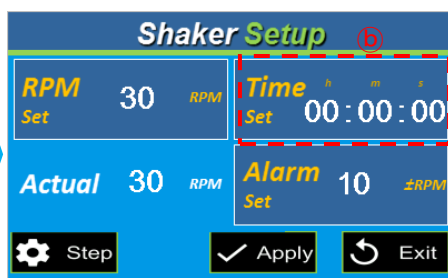 Shaker Setup
ⓑ
RPM Set 30 RPM
Time Set h m s 00:00:00
Actual 30 RPM
Alarm Set 10 ±RPM
Step
Apply
Exit